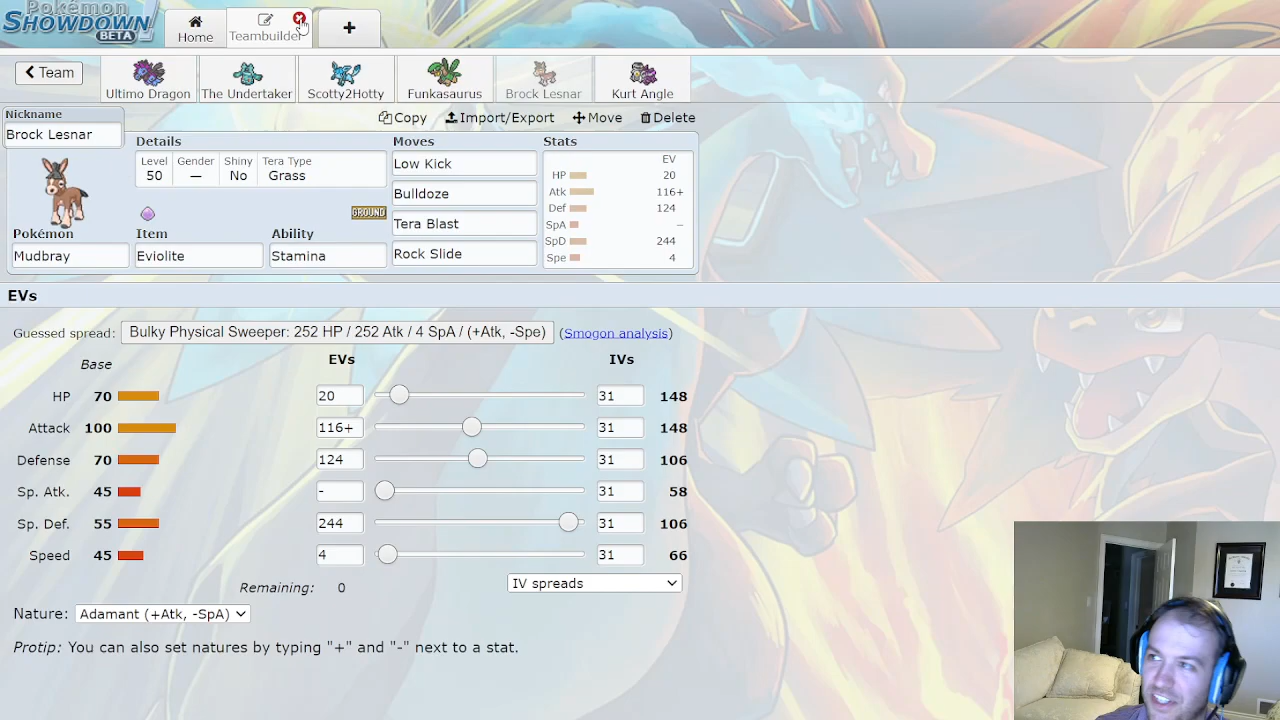 Pokémon
SHOWDOWN
BETA
Home
Teambuilder
Team
Ultimo Dragon
The Undertaker
Scotty2Hotty
Funkasaurus
Brock Lesnar
Kurt Angle
Nickname
Brock Lesnar
Copy
Import/Export
Move
Delete
Details
Moves
Stats
Level
Gender
Shiny
Tera Type
50
—
No
Grass
Low Kick
Bulldoze
Tera Blast
Rock Slide
EV
HP 20
Atk 116+
Def 124
SpA –
SpD 244
Spe 4
GROUND
Pokémon
Item
Ability
Mudbray
Eviolite
Stamina
EVs
Guessed spread: Bulky Physical Sweeper: 252 HP / 252 Atk / 4 SpA / (+Atk, -Spe) (Smogon analysis)
Base EVs IVs
HP 70 20 31 148
Attack 100 116+ 31 148
Defense 70 124 31 106
Sp. Atk. 45 - 31 58
Sp. Def. 55 244 31 106
Speed 45 4 31 66
Remaining: 0 IV spreads
Nature: Adamant (+Atk, -SpA)
Protip: You can also set natures by typing "+" and "-" next to a stat.